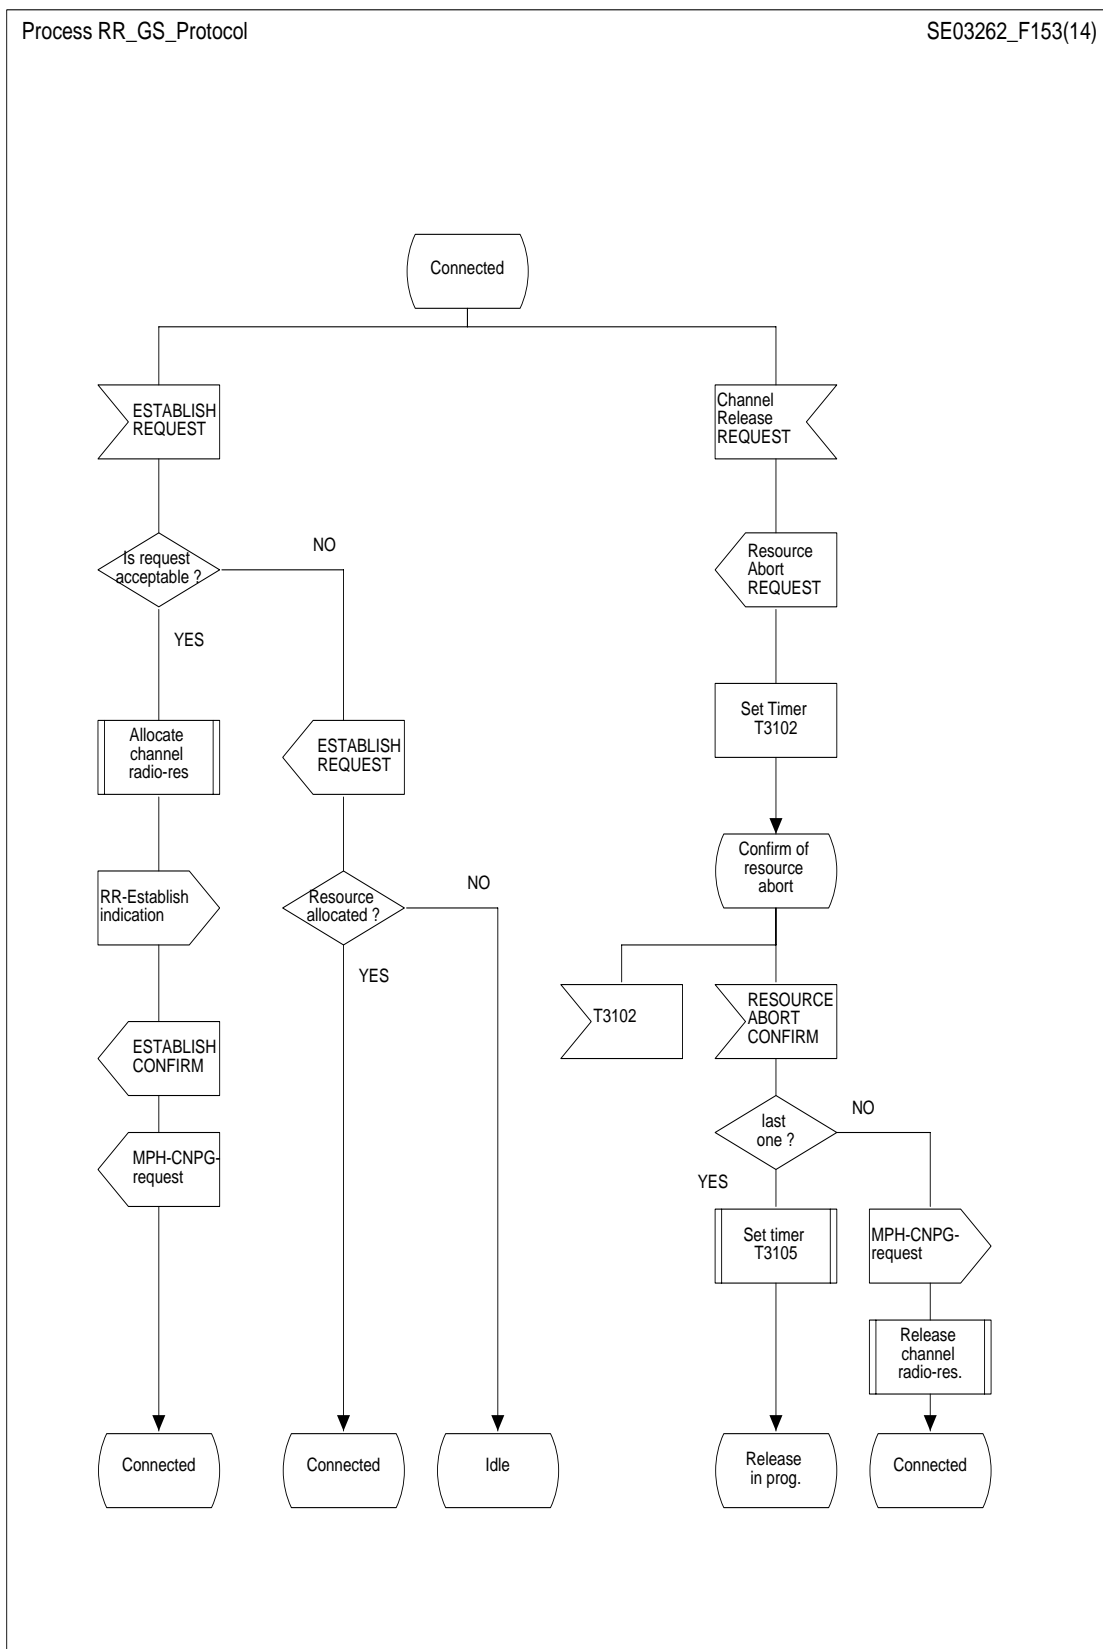 Process RR_GS_Protocol
SE03262_F153(14)
Connected
ESTABLISH
REQUEST
Channel
Release
REQUEST
Is request
acceptable ?
NO
YES
Resource
Abort
REQUEST
Allocate
channel
radio-res
ESTABLISH
REQUEST
Set Timer
T3102
RR-Establish
indication
Resource
allocated ?
NO
YES
Confirm of
resource
abort
T3102
RESOURCE
ABORT
CONFIRM
ESTABLISH
CONFIRM
last
one ?
NO
YES
MPH-CNPG-
request
Set timer
T3105
MPH-CNPG-
request
Release
channel
radio-res.
Connected
Connected
Idle
Release
in prog.
Connected